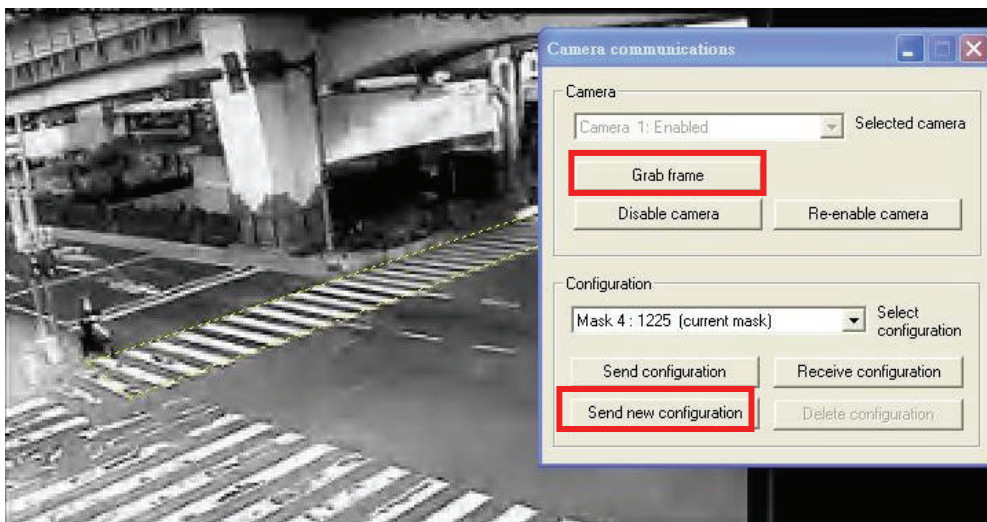 Camera communications
Camera
Camera 1: Enabled
Selected camera
Grab frame
Disable camera
Re-enable camera
Configuration
Mask 4 : 1225 (current mask)
Select
configuration
Send configuration
Receive configuration
Send new configuration
Delete configuration